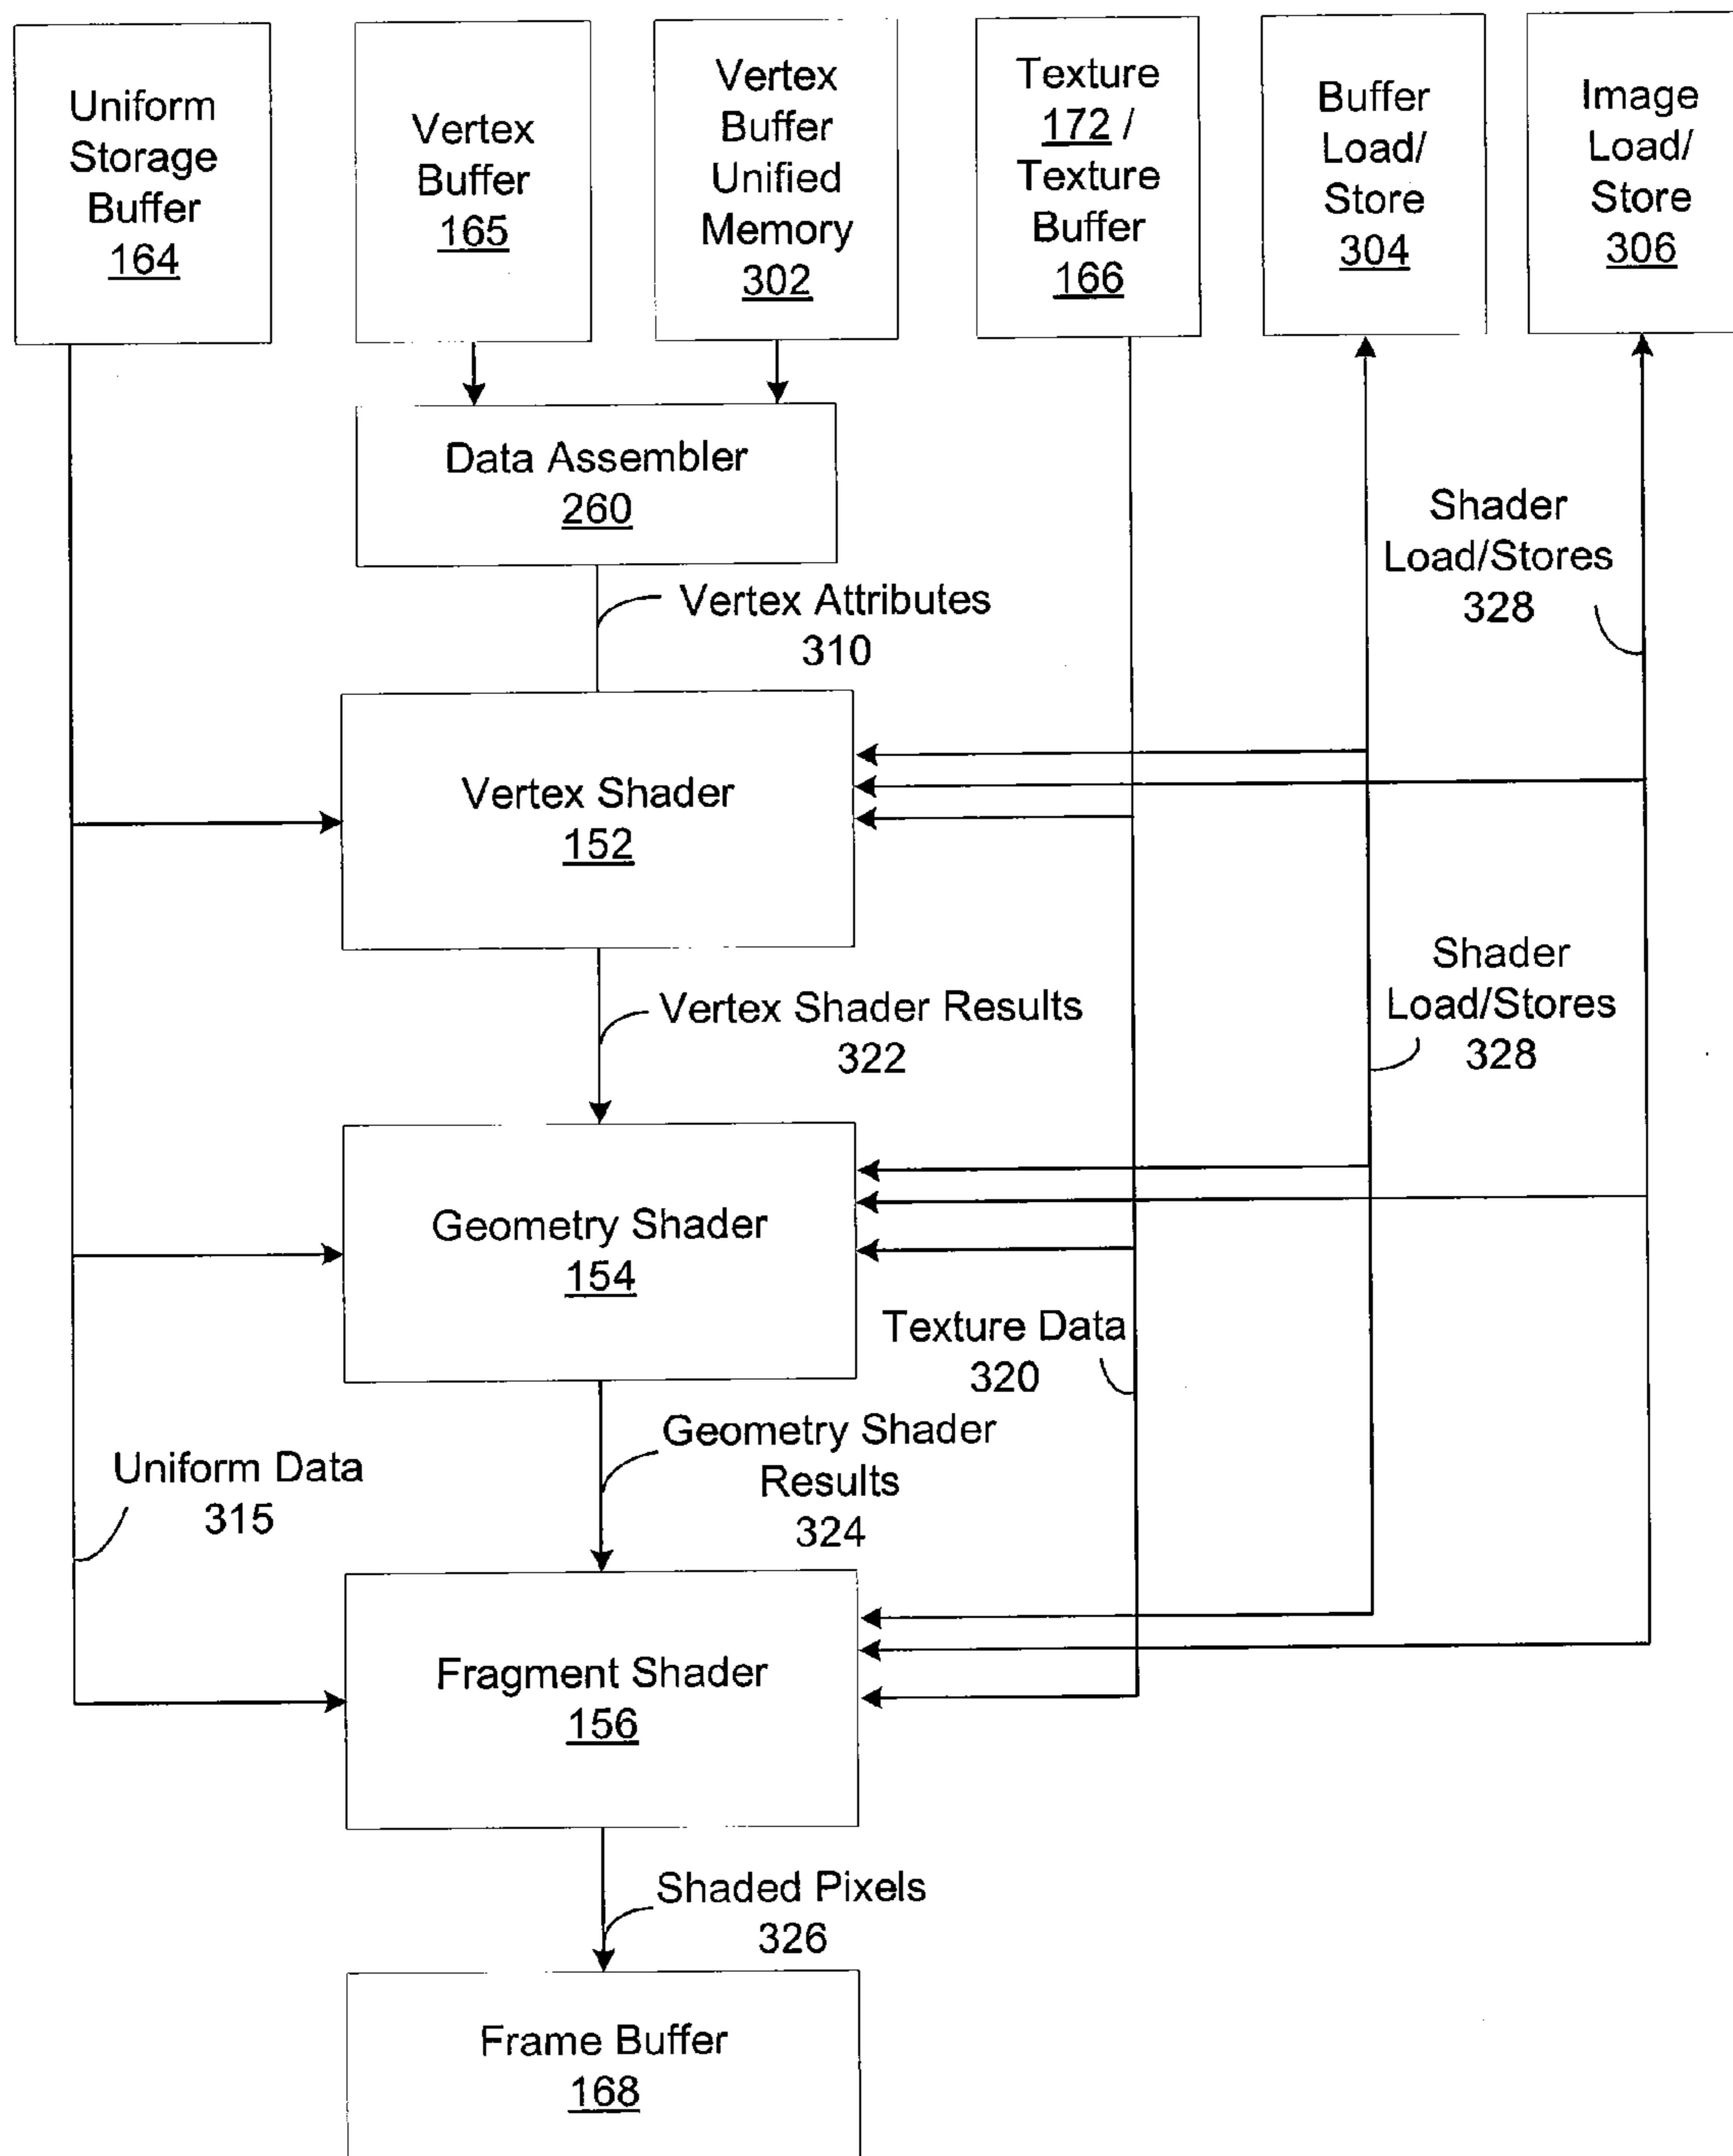 Uniform
Storage
Buffer
164
Vertex
Buffer
165
Vertex
Buffer
Unified
Memory
302
Texture
172 /
Texture
Buffer
166
Buffer
Load/
Store
304
Image
Load/
Store
306
Data Assembler
260
Shader
Load/Stores
328
Vertex Attributes
310
Vertex Shader
152
Shader
Load/Stores
328
Vertex Shader Results
322
Geometry Shader
154
Texture Data
320
Geometry Shader
Results
324
Uniform Data
315
Fragment Shader
156
Shaded Pixels
326
Frame Buffer
168